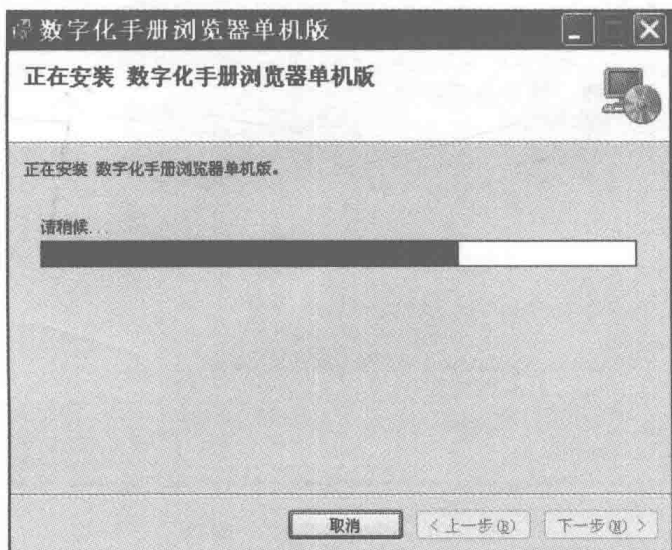 数字化手册浏览器单机版
正在安装 数字化手册浏览器单机版
正在安装 数字化手册浏览器单机版。
请稍候...
取消
<上一步(B)
下一步(N)>